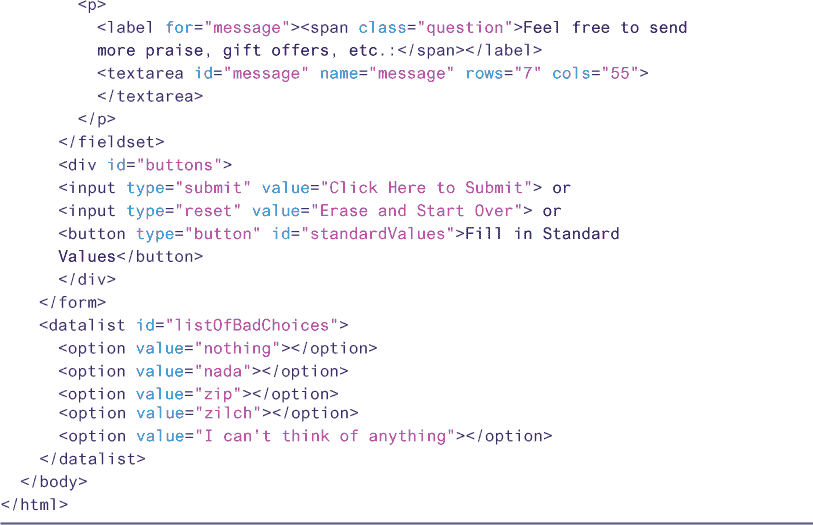 <p>
<label for="message"><span class="question">Feel free to send
more praise, gift offers, etc.:</span></label>
<textarea id="message" name="message" rows="7" cols="55">
</textarea>
</p>
</fieldset>
<div id="buttons">
<input type="submit" value="Click Here to Submit"> or
<input type="reset" value="Erase and Start Over"> or
<button type="button" id="standardValues">Fill in Standard
Values</button>
</div>
</form>
<datalist id="listOfBadChoices">
<option value="nothing"></option>
<option value="nada"></option>
<option value="zip"></option>
<option value="zilch"></option>
<option value="I can't think of anything"></option>
</datalist>
</body>
</html>